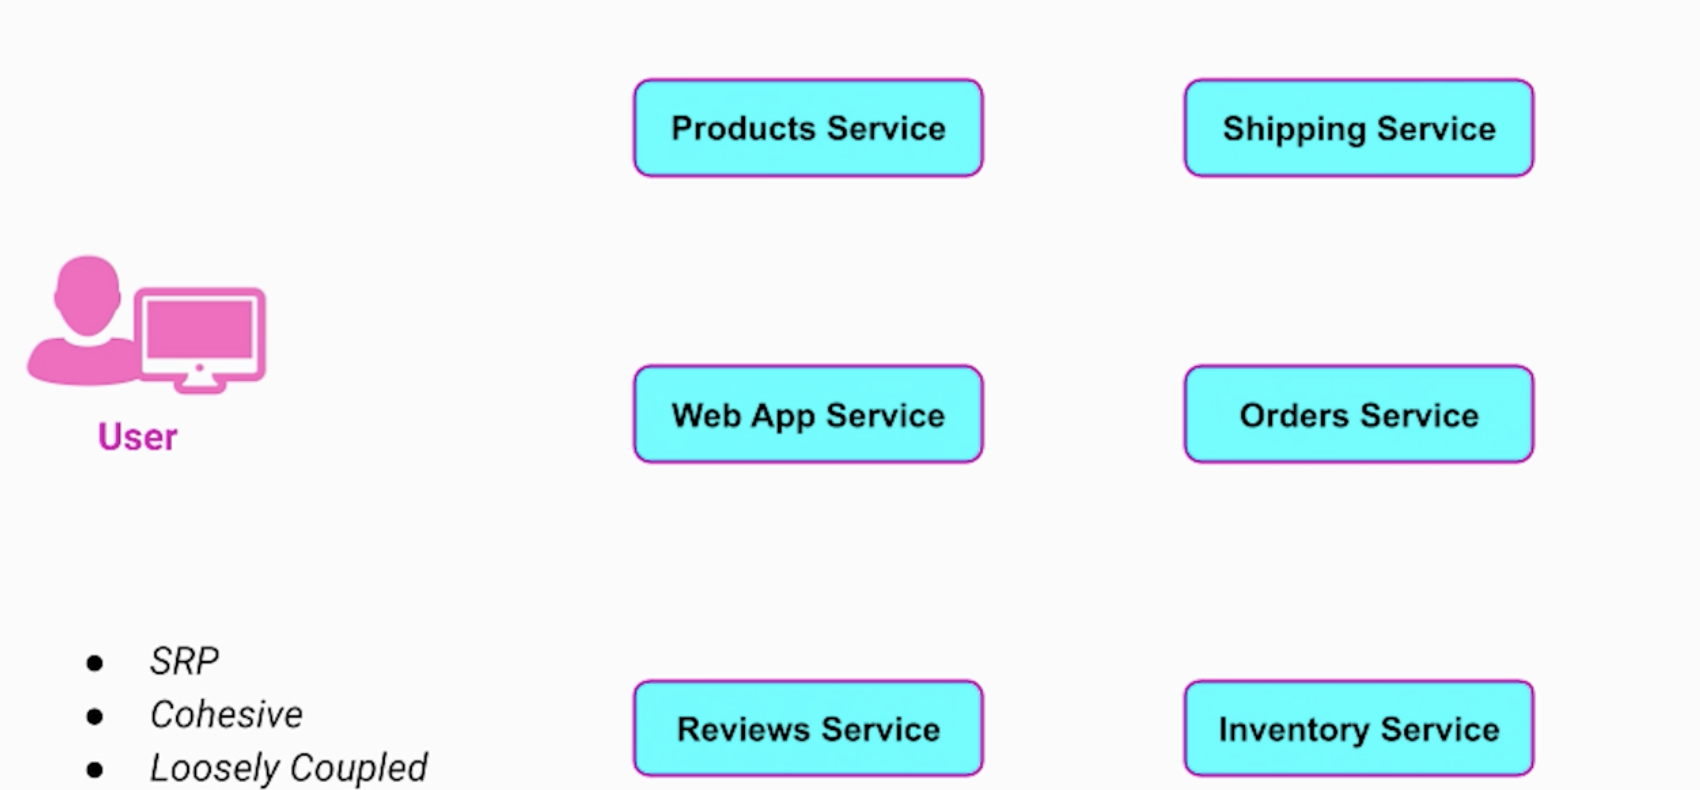 Products Service
Shipping Service
User
Web App Service
Orders Service
● SRP
● Cohesive
● Loosely Coupled
Reviews Service
Inventory Service